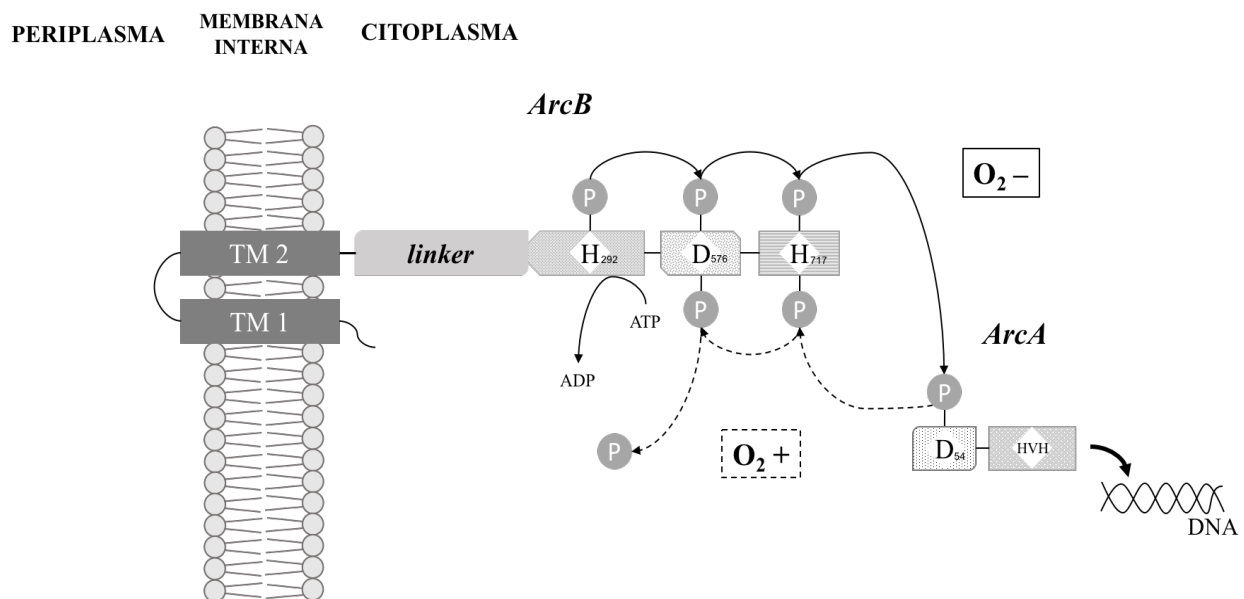 PERIPLASMA
MEMBRANA
INTERNA
CITOPLASMA
ArcB
O₂ –
P
P
P
TM 2
linker
H₂₉₂
D₅₇₆
H₇₁₇
TM 1
P
P
ATP
ADP
ArcA
P
P
O₂ +
D₅₄
HVH
DNA